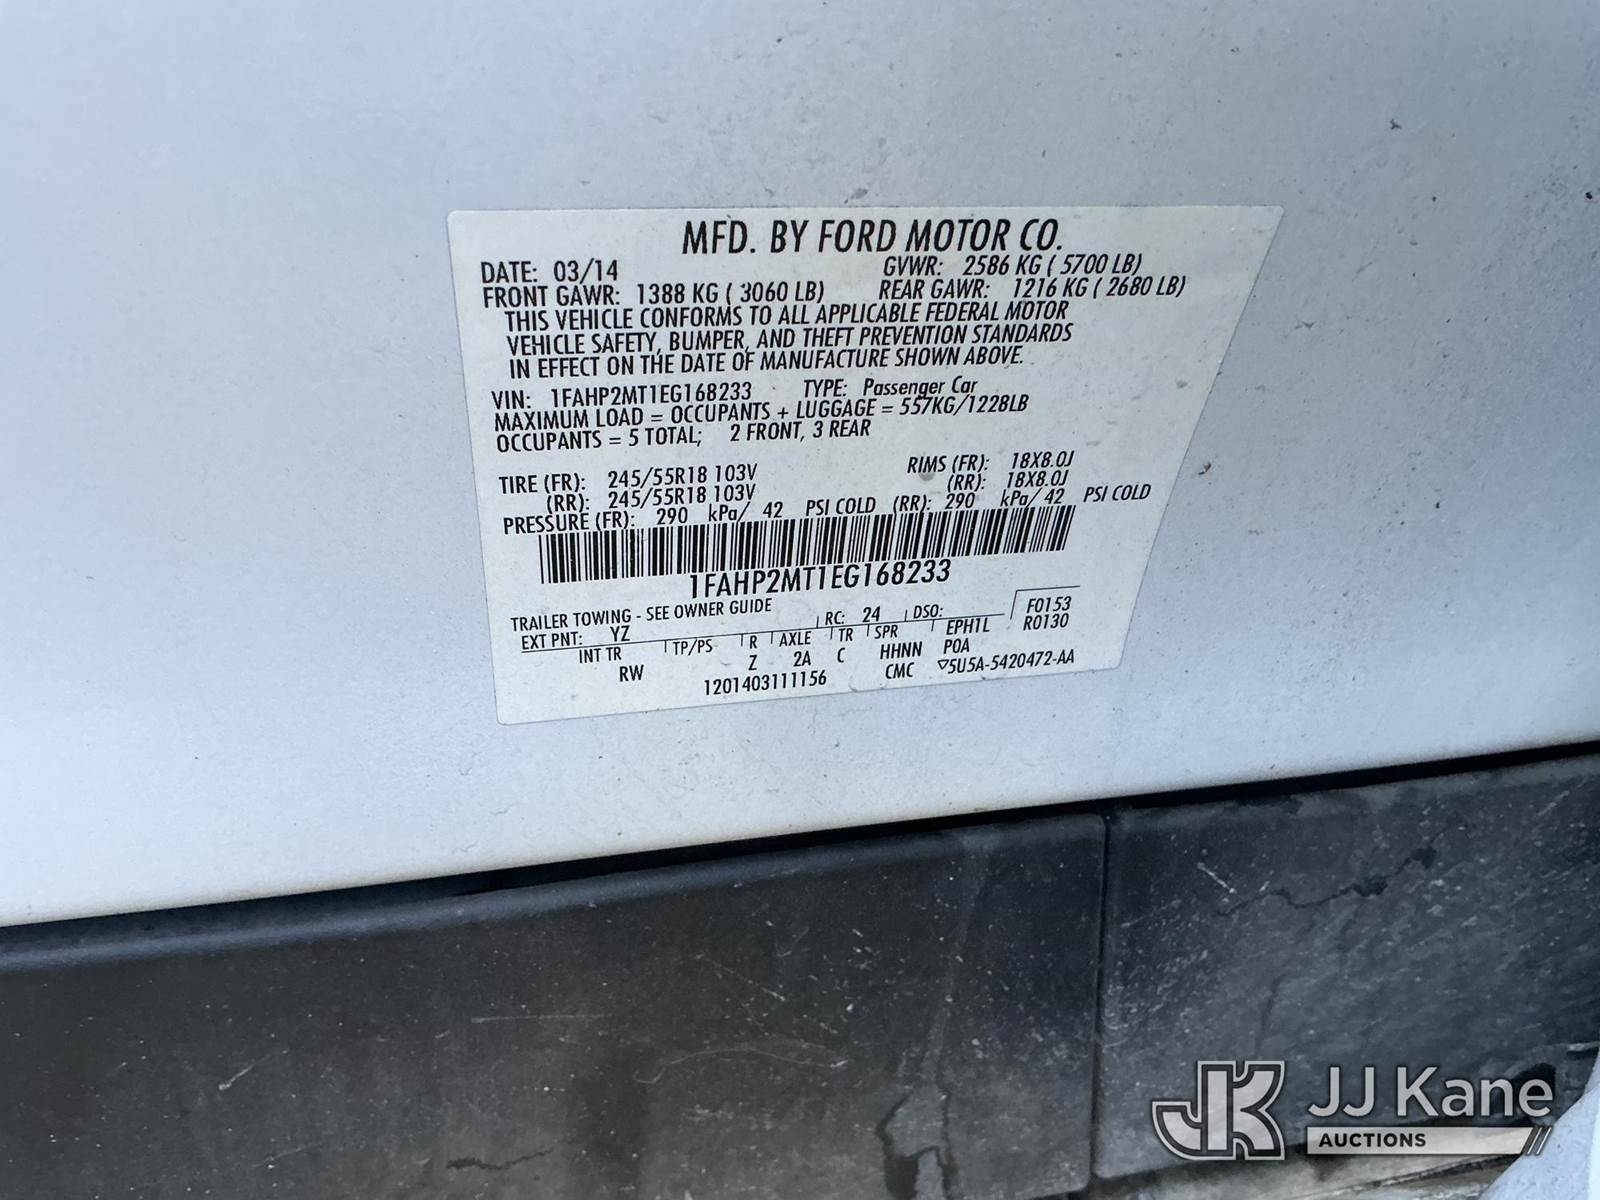 MFD. BY FORD MOTOR CO.
DATE: 03/14 GVWR: 2586 KG ( 5700 LB)
FRONT GAWR: 1388 KG ( 3060 LB) REAR GAWR: 1216 KG ( 2680 LB)
THIS VEHICLE CONFORMS TO ALL APPLICABLE FEDERAL MOTOR
VEHICLE SAFETY, BUMPER, AND THEFT PREVENTION STANDARDS
IN EFFECT ON THE DATE OF MANUFACTURE SHOWN ABOVE.
VIN: 1FAHP2MT1EG168233 TYPE: Passenger Car
MAXIMUM LOAD = OCCUPANTS + LUGGAGE = 557KG/1228LB
OCCUPANTS = 5 TOTAL; 2 FRONT, 3 REAR
TIRE (FR): 245/55R18 103V RIMS (FR): 18X8.0J
(RR): 245/55R18 103V (RR): 18X8.0J
PRESSURE (FR): 290 kPa/ 42 PSI COLD (RR): 290 kPa/ 42 PSI COLD
1FAHP2MT1EG168233
TRAILER TOWING - SEE OWNER GUIDE F0153
EXT PNT: YZ RC: 24 DSO: R0130
INT TR TP/PS R AXLE TR SPR EPH1L
RW Z 2A C HHNN POA
1201403111156 CMC ▽5U5A-5420472-AA
JK JJ Kane
AUCTIONS